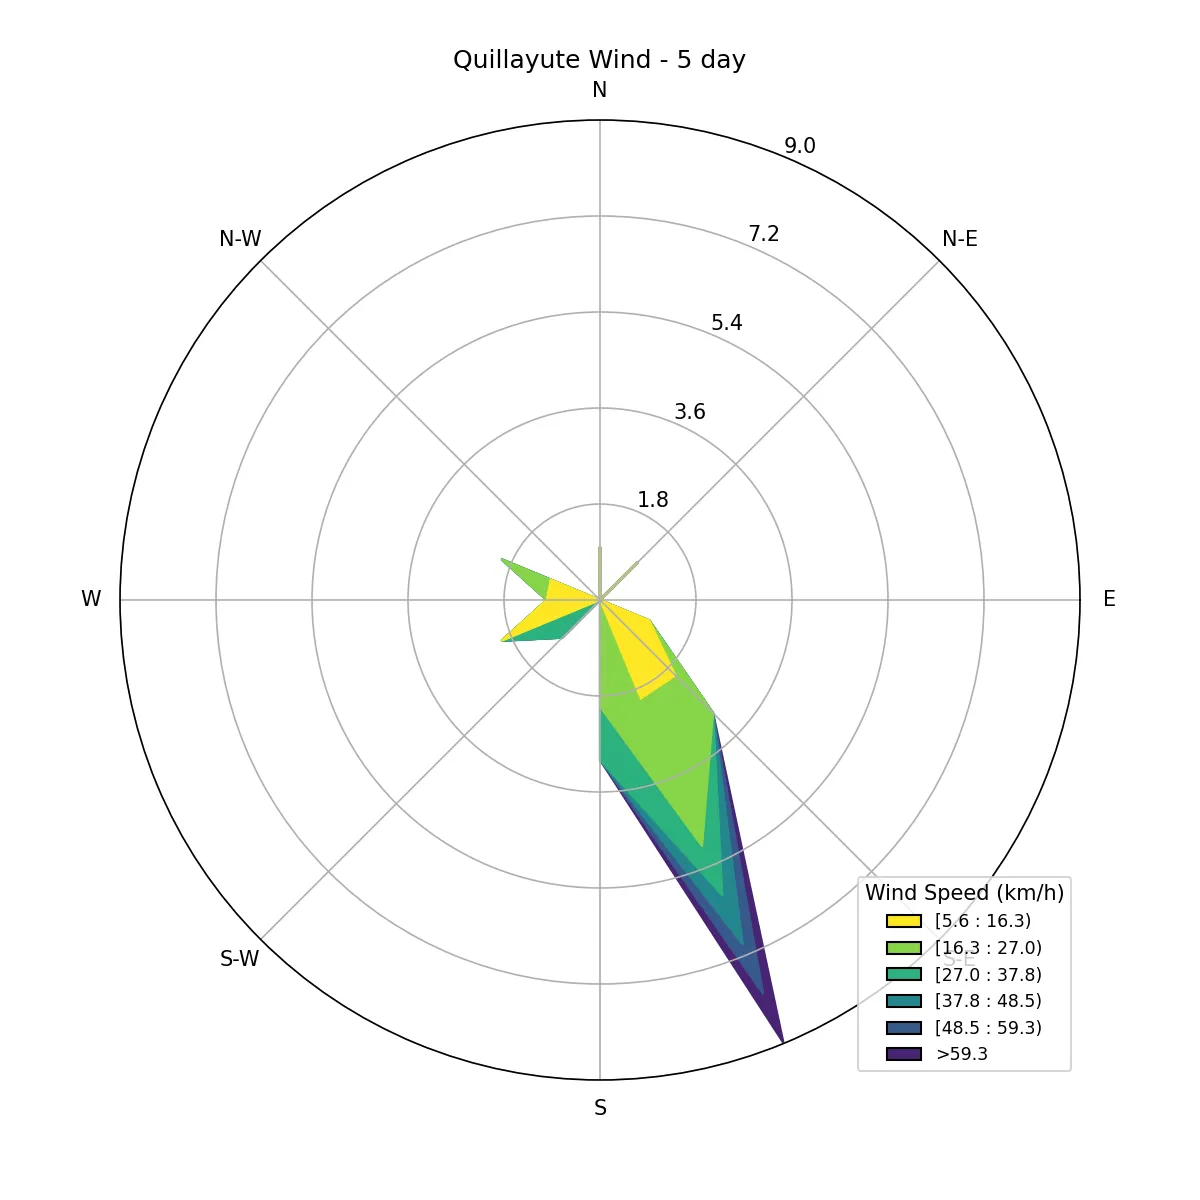 Quillayute Wind - 5 day
N
9.0
N-W
7.2
N-E
5.4
3.6
1.8
W
E
Wind Speed (km/h)
[5.6 : 16.3)
[16.3 : 27.0)
S-W
S-E
[27.0 : 37.8)
[37.8 : 48.5)
[48.5 : 59.3)
>59.3
S